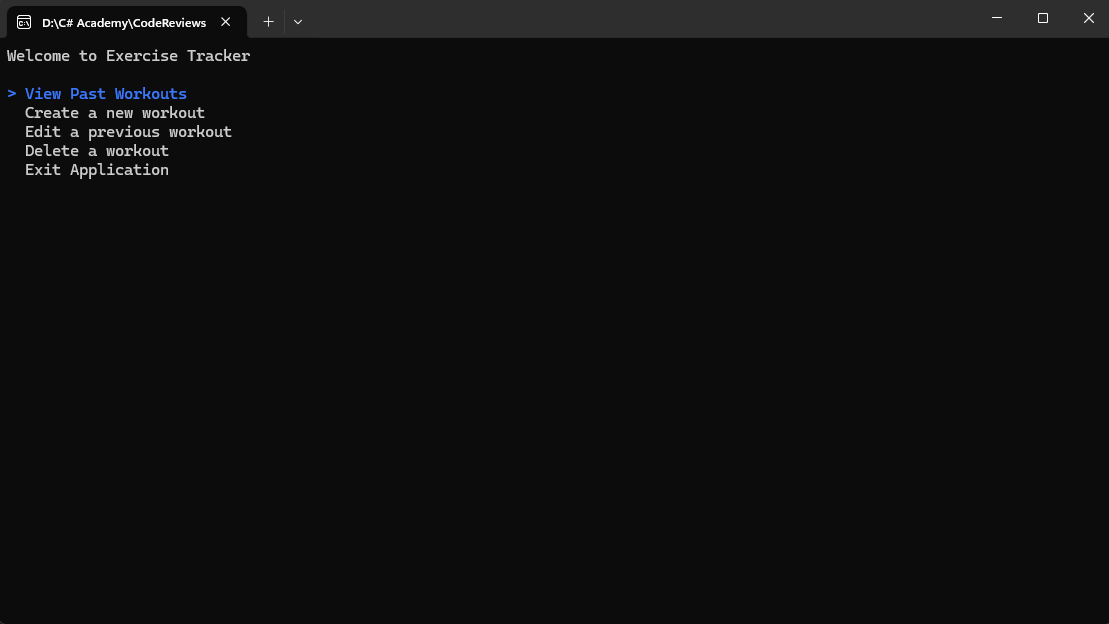 D:\C# Academy\CodeReviews
Welcome to Exercise Tracker
> View Past Workouts
Create a new workout
Edit a previous workout
Delete a workout
Exit Application